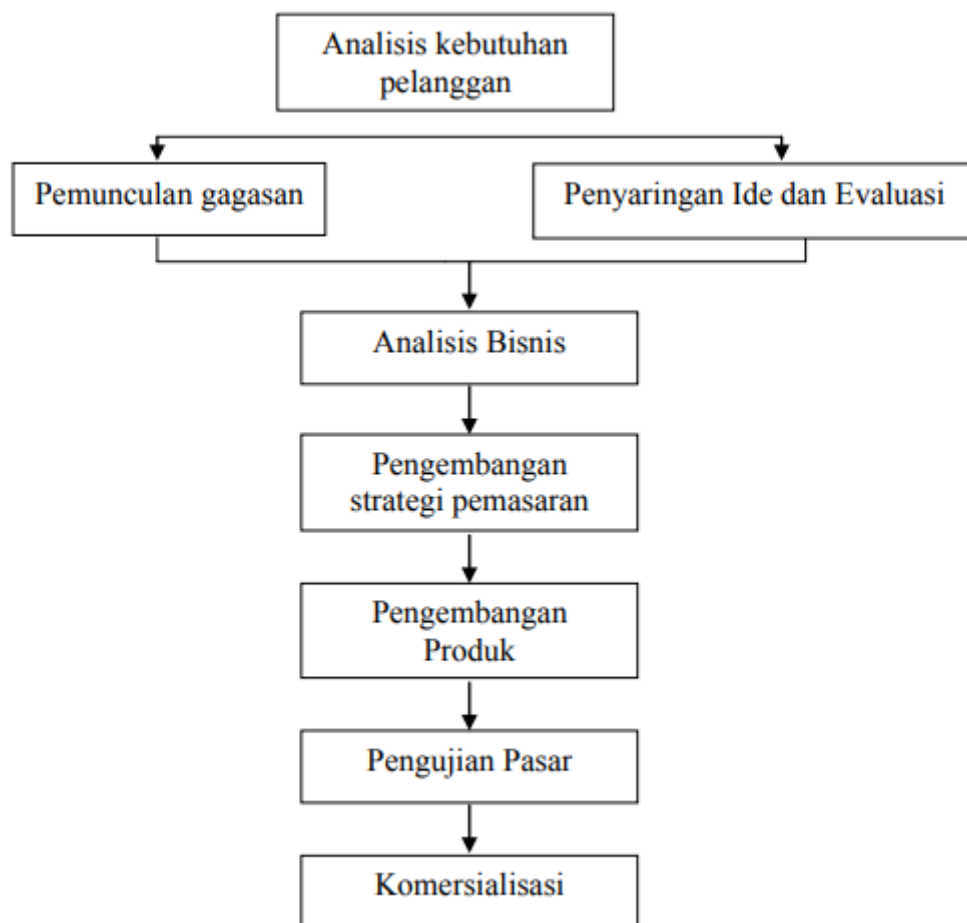 Analisis kebutuhan
pelanggan
Pemunculan gagasan
Penyaringan Ide dan Evaluasi
Analisis Bisnis
Pengembangan
strategi pemasaran
Pengembangan
Produk
Pengujian Pasar
Komersialisasi